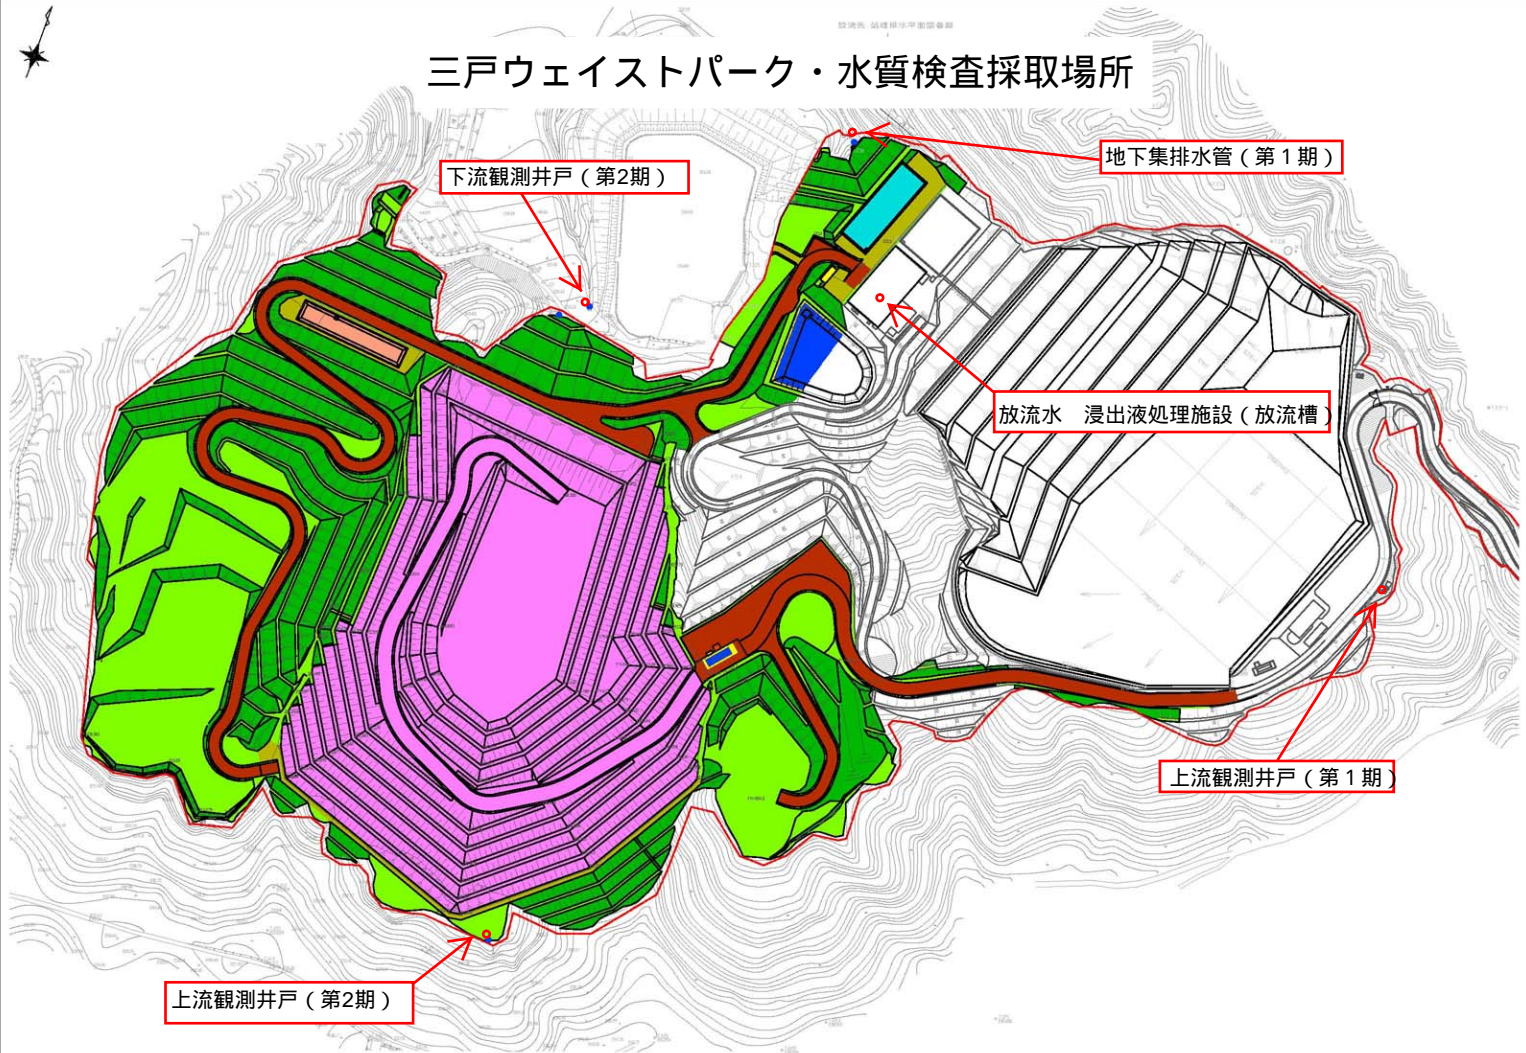 三戸ウェイストパーク・水質検査採取場所
地下集排水管（第１期）
下流観測井戸（第2期）
放流水　浸出液処理施設（放流槽）
上流観測井戸（第１期）
上流観測井戸（第2期）